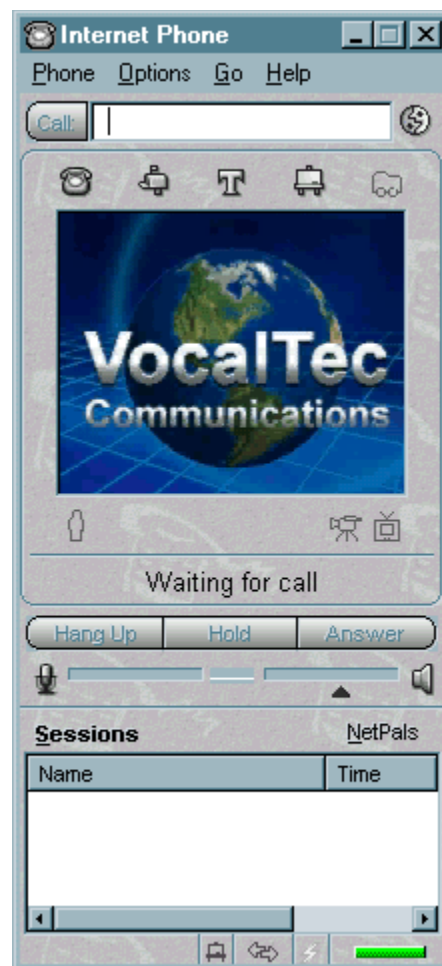 Internet Phone
Phone Options Go Help
Call:
VocalTec
Communications
Waiting for call
Hang Up Hold Answer
Sessions NetPals
Name Time